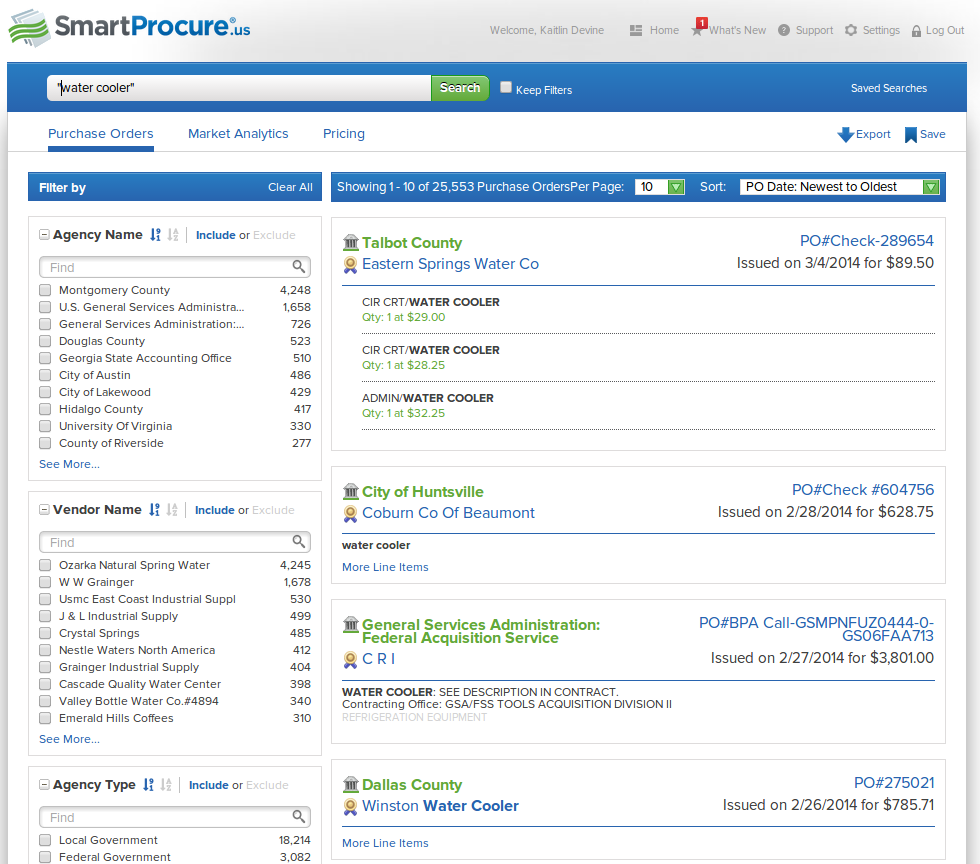 SmartProcure®.us
Welcome, Kaitlin Devine Home 1 What's New Support Settings Log Out
"water cooler" Search Keep Filters Saved Searches
Purchase Orders Market Analytics Pricing Export Save
Filter by Clear All
Agency Name Include or Exclude
Find
Montgomery County 4,248
U.S. General Services Administra... 1,658
General Services Administration:... 726
Douglas County 523
Georgia State Accounting Office 510
City of Austin 486
City of Lakewood 429
Hidalgo County 417
University Of Virginia 330
County of Riverside 277
See More...
Vendor Name Include or Exclude
Find
Ozarka Natural Spring Water 4,245
W W Grainger 1,678
Usmc East Coast Industrial Suppl 530
J & L Industrial Supply 499
Crystal Springs 485
Nestle Waters North America 412
Grainger Industrial Supply 404
Cascade Quality Water Center 398
Valley Bottle Water Co.#4894 340
Emerald Hills Coffees 310
See More...
Agency Type Include or Exclude
Find
Local Government 18,214
Federal Government 3,082
Showing 1 - 10 of 25,553 Purchase OrdersPer Page: 10 Sort: PO Date: Newest to Oldest
Talbot County PO#Check-289654
Eastern Springs Water Co Issued on 3/4/2014 for $89.50
CIR CRT/WATER COOLER
Qty: 1 at $29.00
CIR CRT/WATER COOLER
Qty: 1 at $28.25
ADMIN/WATER COOLER
Qty: 1 at $32.25
City of Huntsville PO#Check #604756
Coburn Co Of Beaumont Issued on 2/28/2014 for $628.75
water cooler
More Line Items
General Services Administration: PO#BPA Call-GSMPNFUZ0444-0-
Federal Acquisition Service GS06FAA713
C R I Issued on 2/27/2014 for $3,801.00
WATER COOLER: SEE DESCRIPTION IN CONTRACT.
Contracting Office: GSA/FSS TOOLS ACQUISITION DIVISION II
REFRIGERATION EQUIPMENT
Dallas County PO#275021
Winston Water Cooler Issued on 2/26/2014 for $785.71
More Line Items